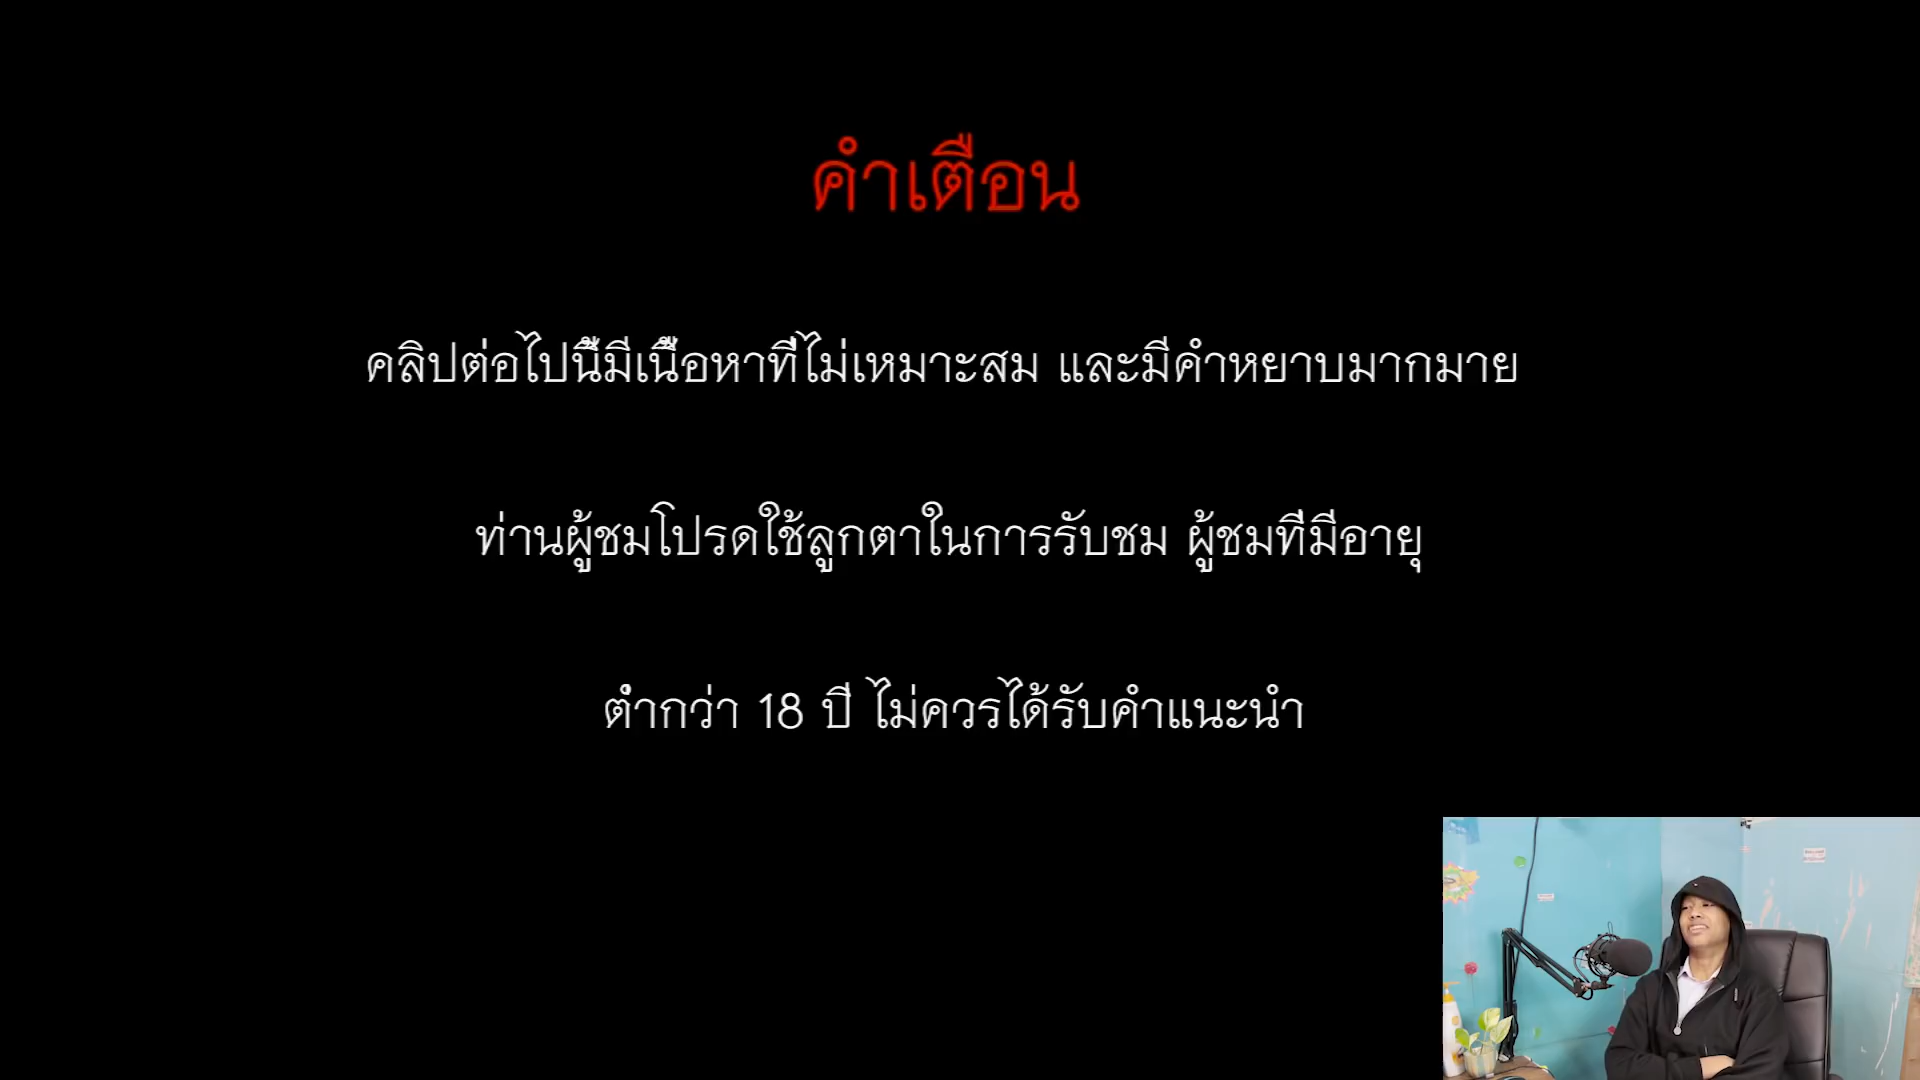 คำเตือน
คลิปต่อไปนี้มีเนื้อหาที่ไม่เหมาะสม และมีคำหยาบมากมาย
ท่านผู้ชมโปรดใช้ลูกตาในการรับชม ผู้ชมที่มีอายุ
ต่ำกว่า 18 ปี ไม่ควรได้รับคำแนะนำ